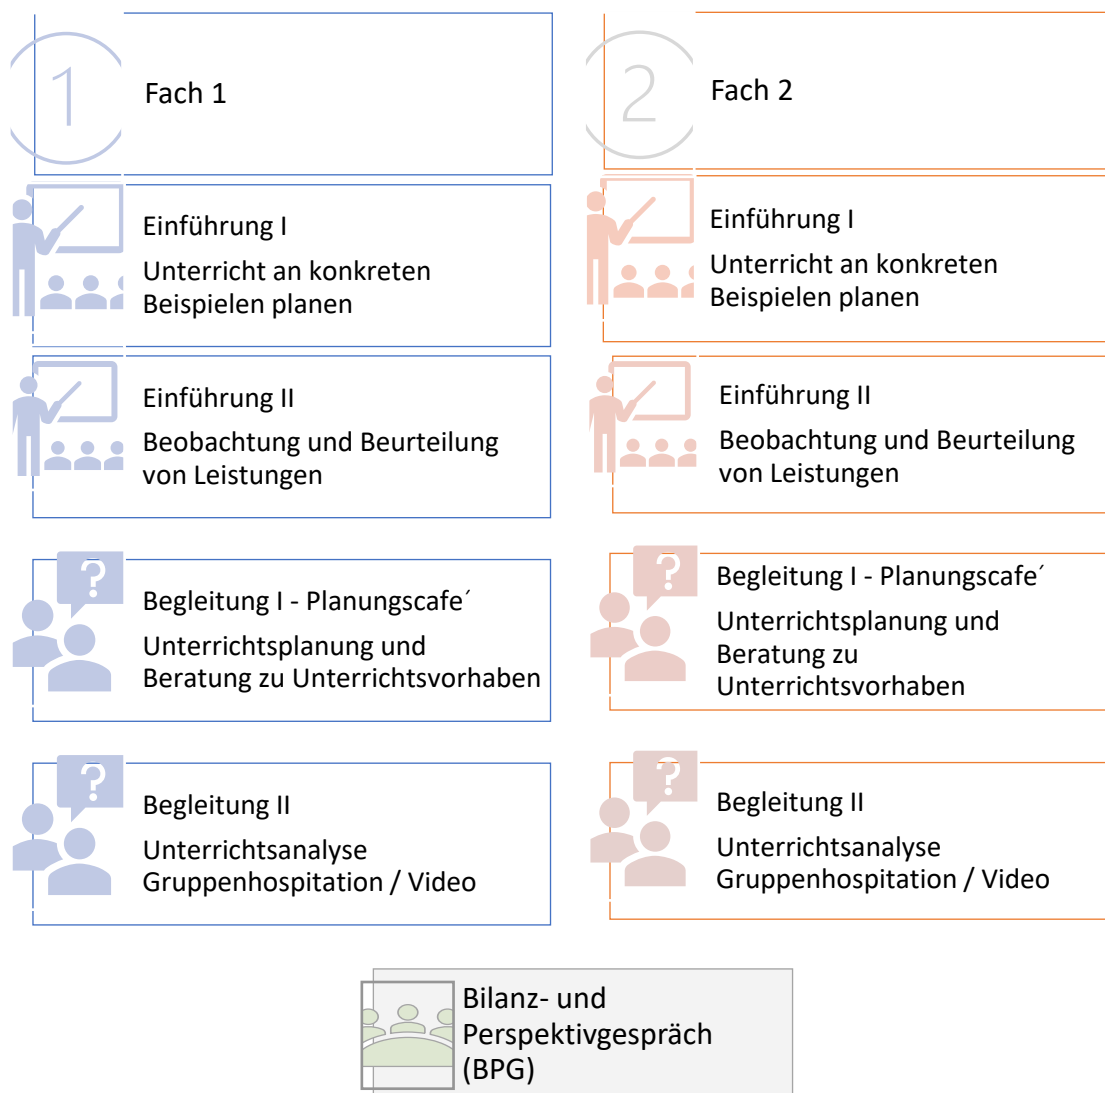 1
Fach 1
Einführung I
Unterricht an konkreten
Beispielen planen
Einführung II
Beobachtung und Beurteilung
von Leistungen
?
Begleitung I - Planungscafe´
Unterrichtsplanung und
Beratung zu Unterrichtsvorhaben
?
Begleitung II
Unterrichtsanalyse
Gruppenhospitation / Video
2
Fach 2
Einführung I
Unterricht an konkreten
Beispielen planen
Einführung II
Beobachtung und Beurteilung
von Leistungen
?
Begleitung I - Planungscafe´
Unterrichtsplanung und
Beratung zu
Unterrichtsvorhaben
?
Begleitung II
Unterrichtsanalyse
Gruppenhospitation / Video
Bilanz- und
Perspektivgespräch
(BPG)